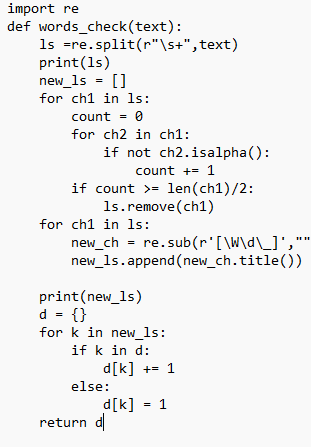 import re
def words_check(text):
    ls =re.split(r"\s+",text)
    print(ls)
    new_ls = []
    for ch1 in ls:
        count = 0
        for ch2 in ch1:
            if not ch2.isalpha():
                count += 1
        if count >= len(ch1)/2:
            ls.remove(ch1)
    for ch1 in ls:
        new_ch = re.sub(r'[\W\d\_]',""
        new_ls.append(new_ch.title())

    print(new_ls)
    d = {}
    for k in new_ls:
        if k in d:
            d[k] += 1
        else:
            d[k] = 1
    return d